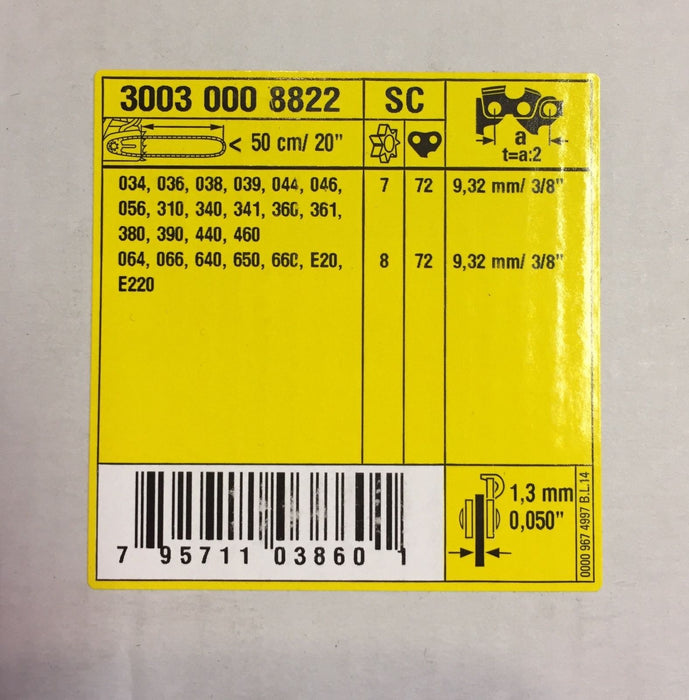 3003 000 8822 SC
< 50 cm/ 20" a
t=a:2
034, 036, 038, 039, 044, 046, 7 72 9,32 mm/ 3/8"
056, 310, 340, 341, 360, 361,
380, 390, 440, 460
064, 066, 640, 650, 660, E20, 8 72 9,32 mm/ 3/8"
E220
1,3 mm
0,050"
0000 967 4997 B.L.14
7 95711 03860 1